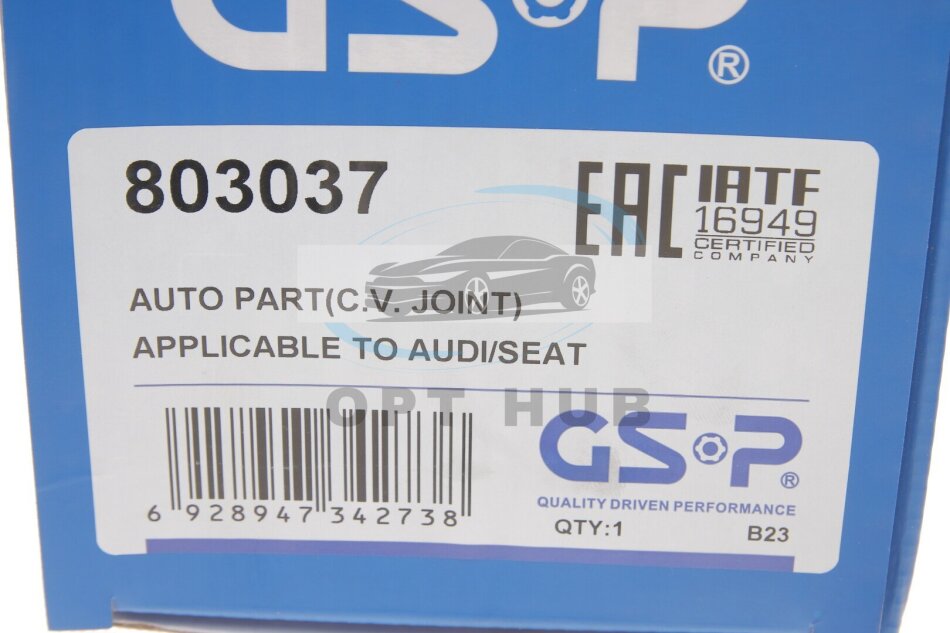 GSP®
803037
EAC
IATF
16949
CERTIFIED
COMPANY
AUTO PART(C.V. JOINT)
APPLICABLE TO AUDI/SEAT
OPT HUB
GSP®
QUALITY DRIVEN PERFORMANCE
6 928947 342738
QTY:1
B23